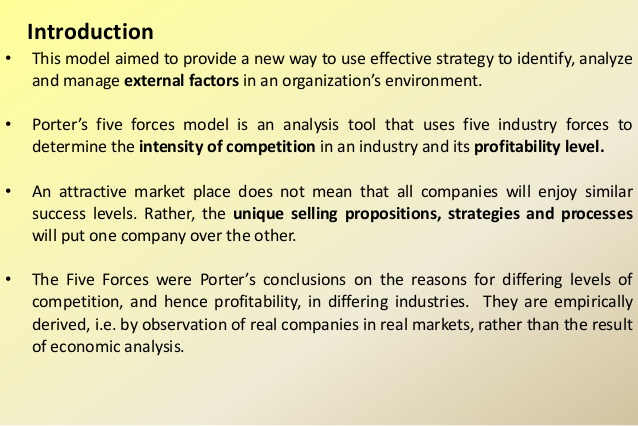 Introduction
• This model aimed to provide a new way to use effective strategy to identify, analyze
and manage external factors in an organization's environment.
• Porter's five forces model is an analysis tool that uses five industry forces to
determine the intensity of competition in an industry and its profitability level.
• An attractive market place does not mean that all companies will enjoy similar
success levels. Rather, the unique selling propositions, strategies and processes
will put one company over the other.
• The Five Forces were Porter's conclusions on the reasons for differing levels of
competition, and hence profitability, in differing industries. They are empirically
derived, i.e. by observation of real companies in real markets, rather than the result
of economic analysis.